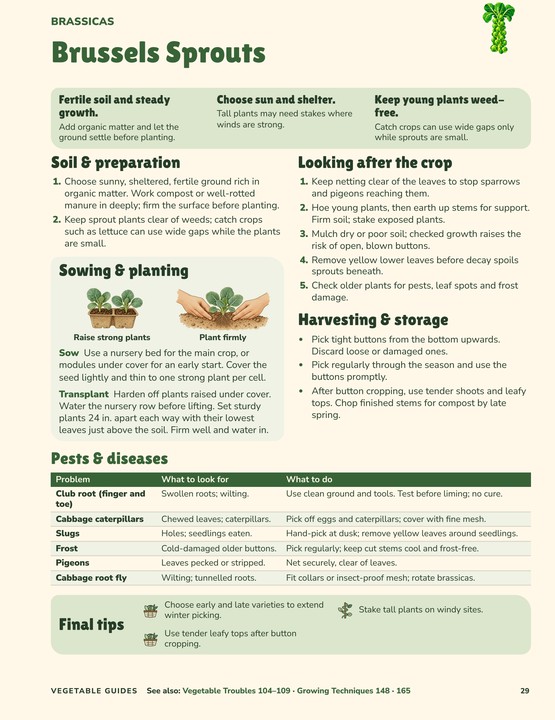 BRASSICAS
Brussels Sprouts
Fertile soil and steady
growth.
Add organic matter and let the
ground settle before planting.
Choose sun and shelter.
Tall plants may need stakes where
winds are strong.
Keep young plants weed-
free.
Catch crops can use wide gaps only
while sprouts are small.
Soil & preparation
1. Choose sunny, sheltered, fertile ground rich in
organic matter. Work compost or well-rotted
manure in deeply; firm the surface before planting.
2. Keep sprout plants clear of weeds; catch crops
such as lettuce can use wide gaps while the plants
are small.
Sowing & planting
Raise strong plants
Plant firmly
Sow Use a nursery bed for the main crop, or
modules under cover for an early start. Cover the
seed lightly and thin to one strong plant per cell.
Transplant Harden off plants raised under cover.
Water the nursery row before lifting. Set sturdy
plants 24 in. apart each way with their lowest
leaves just above the soil. Firm well and water in.
Looking after the crop
1. Keep netting clear of the leaves to stop sparrows
and pigeons reaching them.
2. Hoe young plants, then earth up stems for support.
Firm soil; stake exposed plants.
3. Mulch dry or poor soil; checked growth raises the
risk of open, blown buttons.
4. Remove yellow lower leaves before decay spoils
sprouts beneath.
5. Check older plants for pests, leaf spots and frost
damage.
Harvesting & storage
• Pick tight buttons from the bottom upwards.
Discard loose or damaged ones.
• Pick regularly through the season and use the
buttons promptly.
• After button cropping, use tender shoots and leafy
tops. Chop finished stems for compost by late
spring.
Pests & diseases
Problem What to look for What to do
Club root (finger and
toe) Swollen roots; wilting. Use clean ground and tools. Test before liming; no cure.
Cabbage caterpillars Chewed leaves; caterpillars. Pick off eggs and caterpillars; cover with fine mesh.
Slugs Holes; seedlings eaten. Hand-pick at dusk; remove yellow leaves around seedlings.
Frost Cold-damaged older buttons. Pick regularly; keep cut stems cool and frost-free.
Pigeons Leaves pecked or stripped. Net securely, clear of leaves.
Cabbage root fly Wilting; tunnelled roots. Fit collars or insect-proof mesh; rotate brassicas.
Final tips
Choose early and late varieties to extend
winter picking.
Stake tall plants on windy sites.
Use tender leafy tops after button
cropping.
VEGETABLE GUIDES See also: Vegetable Troubles 104–109 · Growing Techniques 148 · 165 29